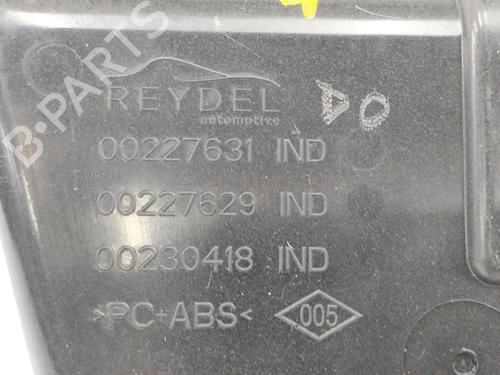 B-PARTS
REYDEL
automotive
00227631 IND
00227629 IND
00230418 IND
>PC+ABS< 005